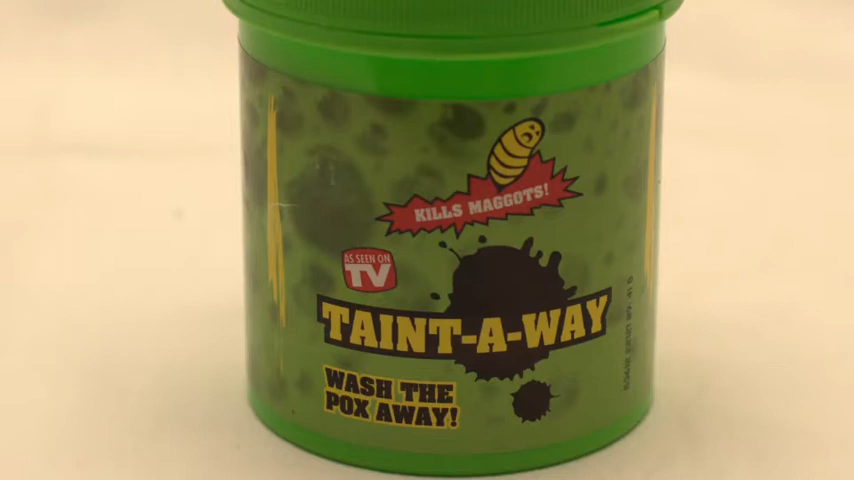 KILLS MAGGOTS!
AS SEEN ON
TV
TAINT-A-WAY
WASH THE
POX AWAY!